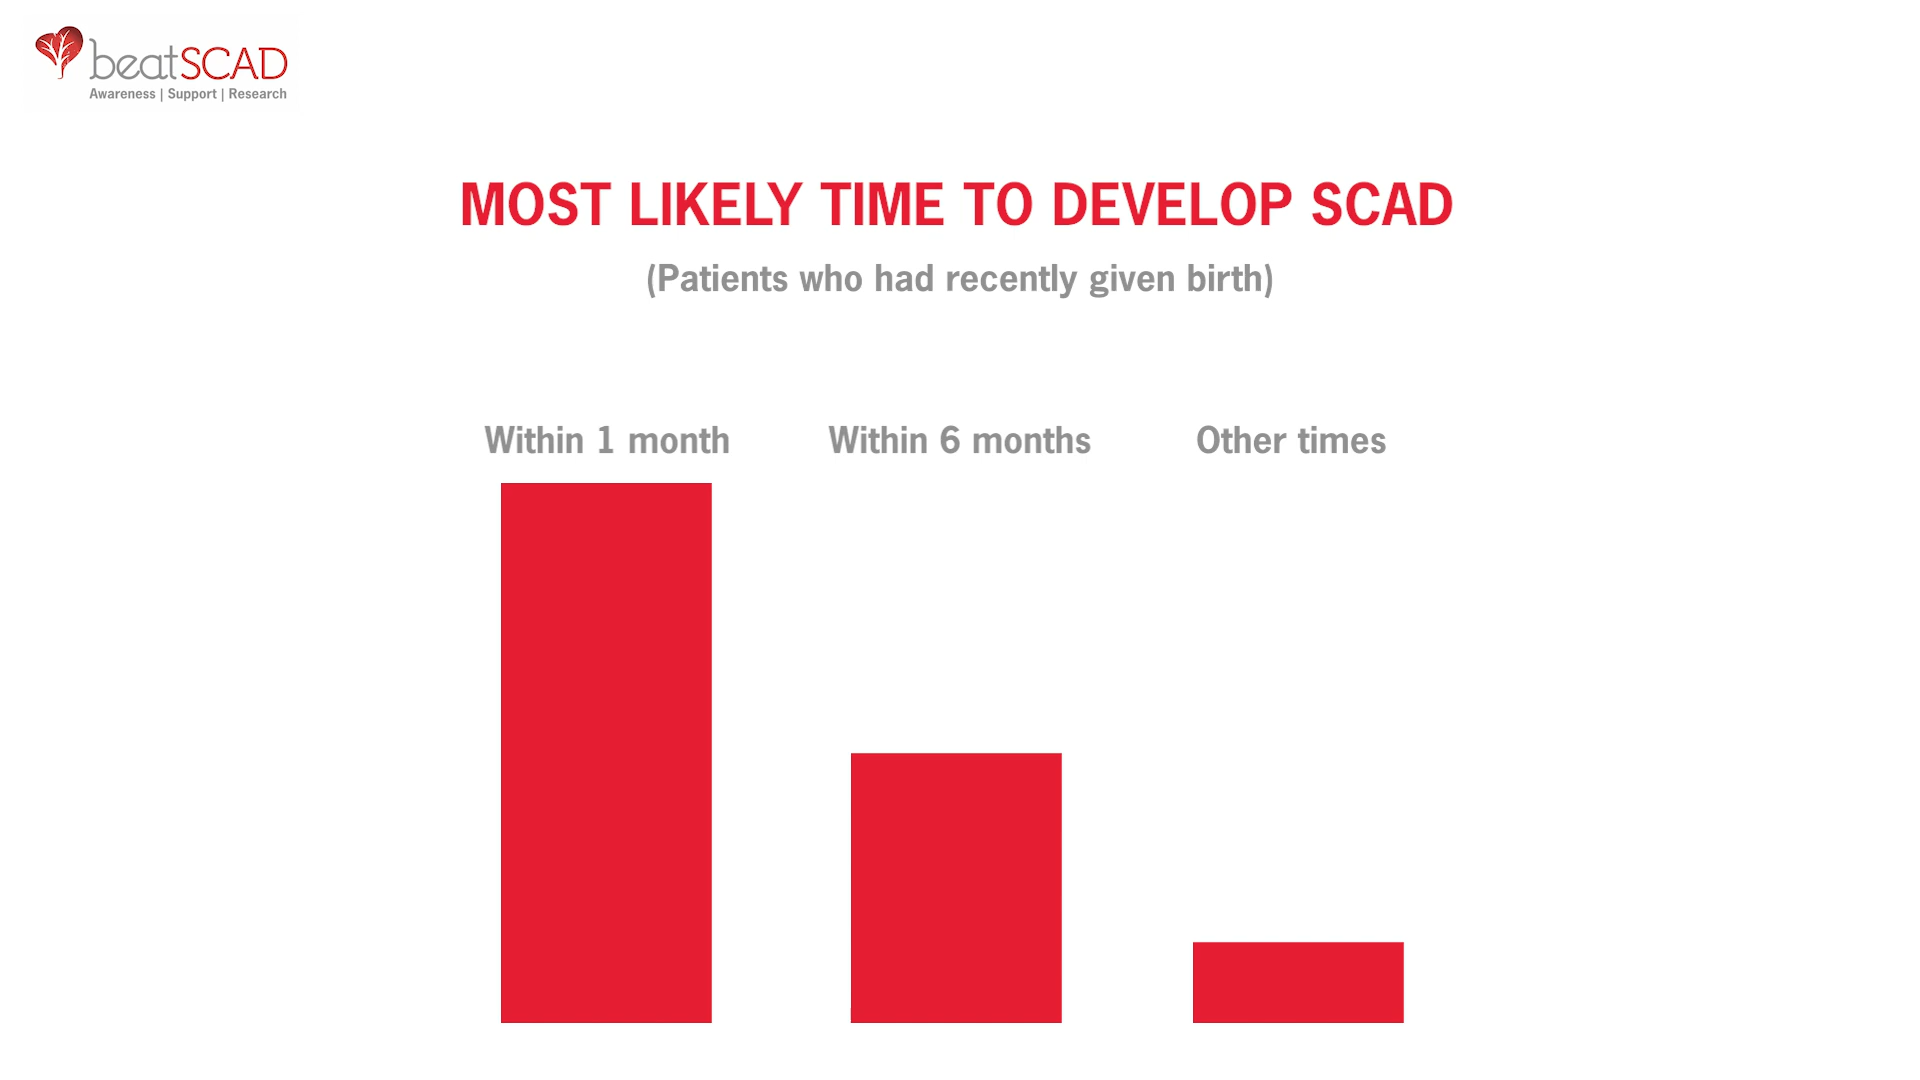 beatSCAD
Awareness | Support | Research
MOST LIKELY TIME TO DEVELOP SCAD
(Patients who had recently given birth)
Within 1 month
Within 6 months
Other times